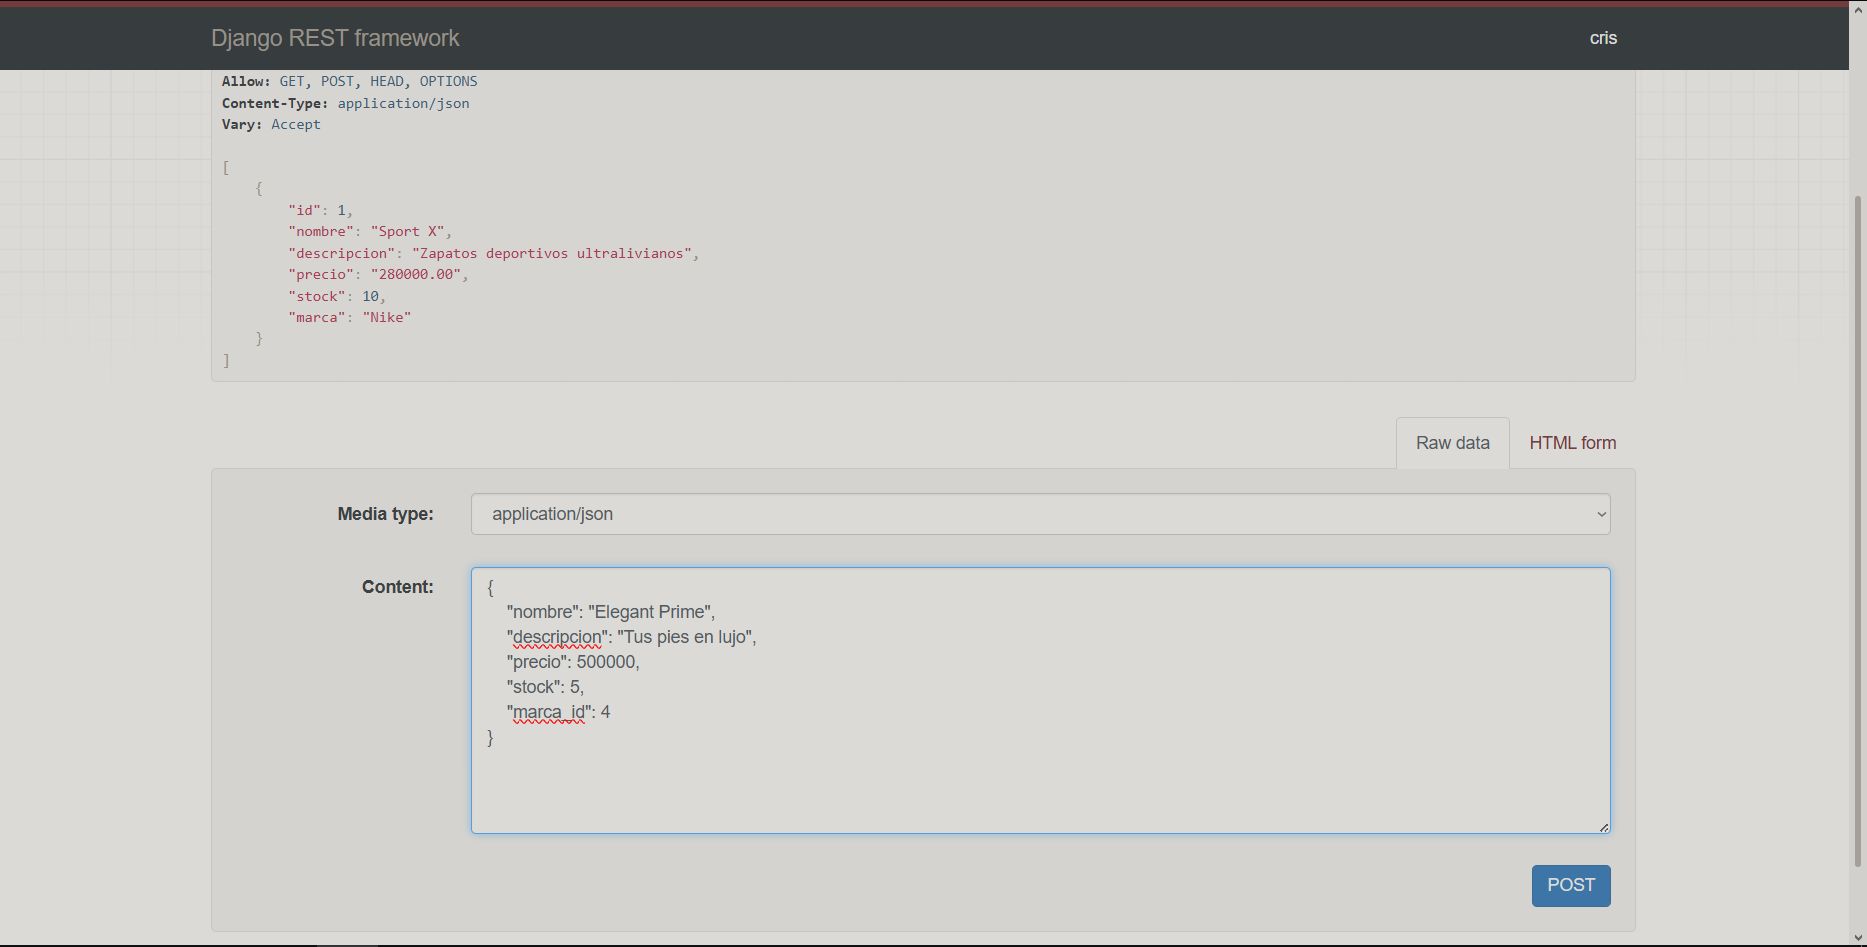 Django REST framework
cris
Allow: GET, POST, HEAD, OPTIONS
Content-Type: application/json
Vary: Accept
[
    {
        "id": 1,
        "nombre": "Sport X",
        "descripcion": "Zapatos deportivos ultralivianos",
        "precio": "280000.00",
        "stock": 10,
        "marca": "Nike"
    }
]
Raw data
HTML form
Media type:
application/json
Content:
{
    "nombre": "Elegant Prime",
    "descripcion": "Tus pies en lujo",
    "precio": 500000,
    "stock": 5,
    "marca_id": 4
}
POST